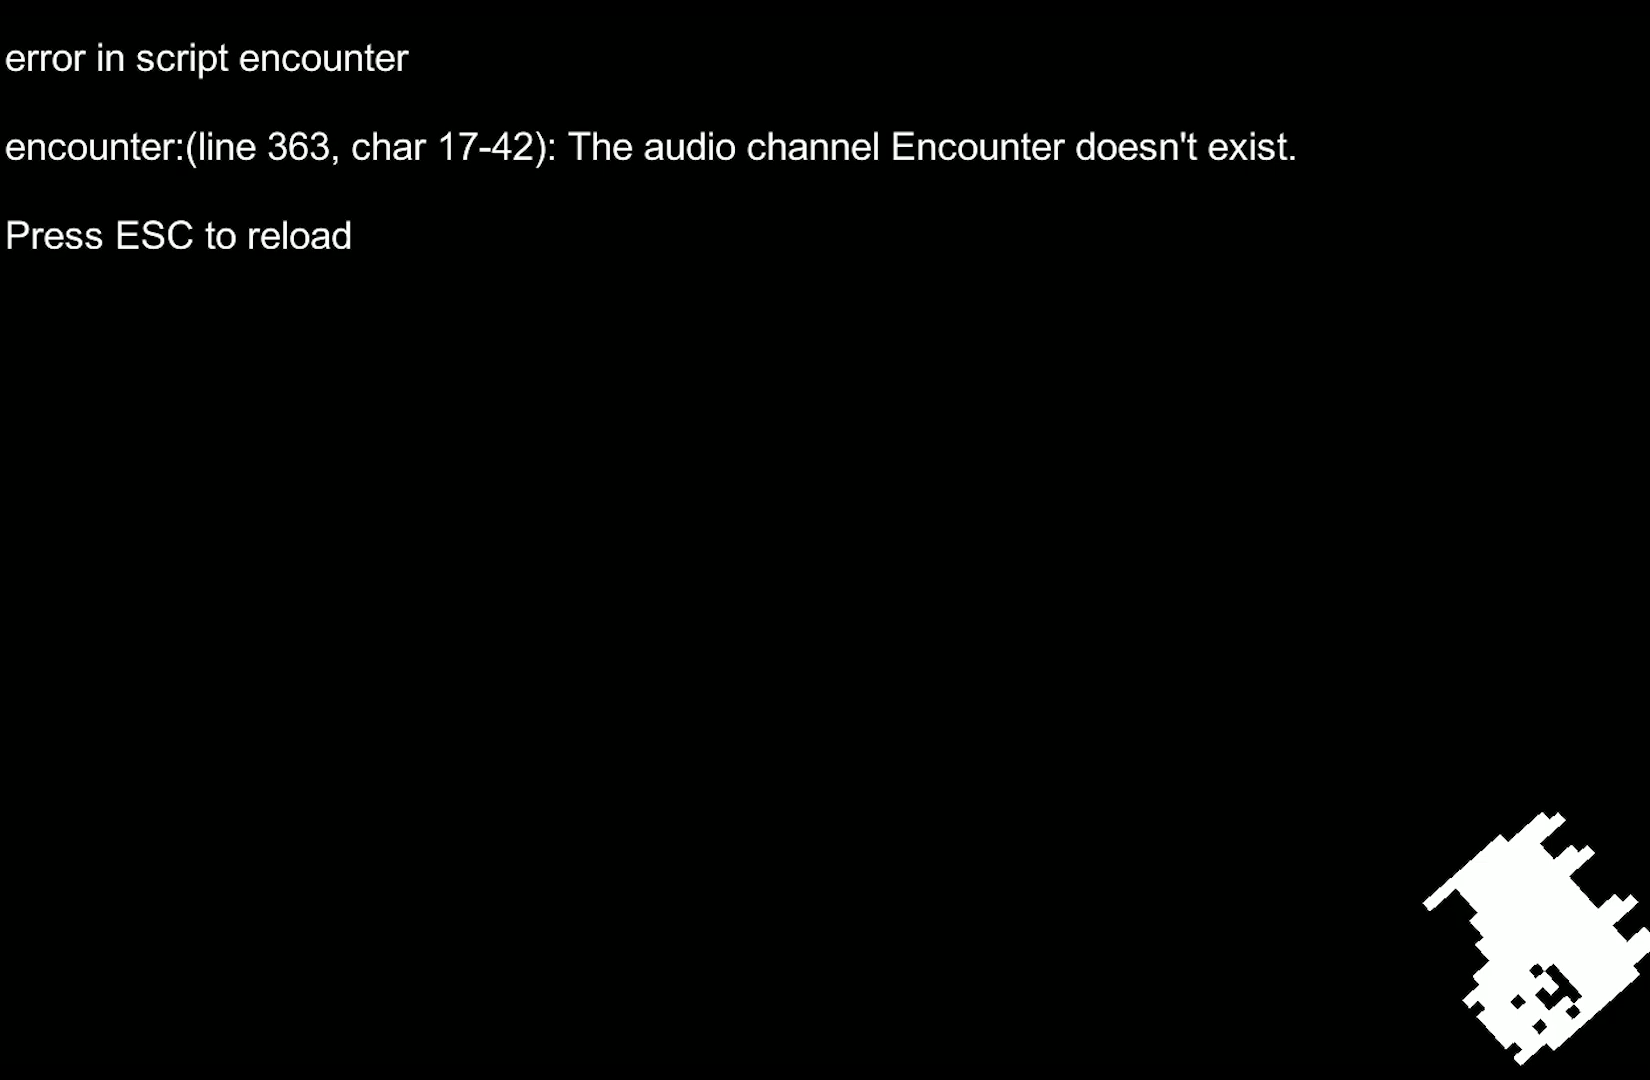 error in script encounter
encounter:(line 363, char 17-42): The audio channel Encounter doesn't exist.
Press ESC to reload